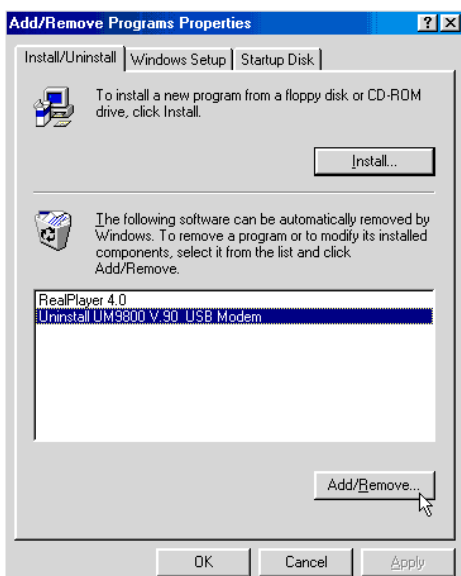 Add/Remove Programs Properties
Install/Uninstall
Windows Setup
Startup Disk
To install a new program from a floppy disk or CD-ROM
drive, click Install.
Install...
The following software can be automatically removed by
Windows. To remove a program or to modify its installed
components, select it from the list and click
Add/Remove.
RealPlayer 4.0
Uninstall UM9800 V.90 USB Modem
Add/Remove...
OK
Cancel
Apply